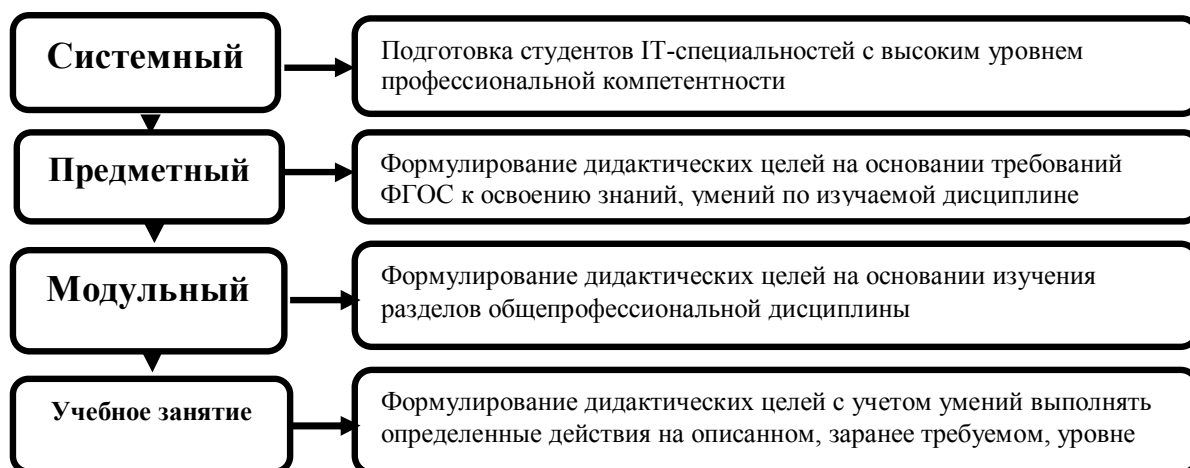 Системный
Подготовка студентов IT-специальностей с высоким уровнем
профессиональной компетентности
Предметный
Формулирование дидактических целей на основании требований
ФГОС к освоению знаний, умений по изучаемой дисциплине
Модульный
Формулирование дидактических целей на основании изучения
разделов общепрофессиональной дисциплины
Учебное занятие
Формулирование дидактических целей с учетом умений выполнять
определенные действия на описанном, заранее требуемом, уровне